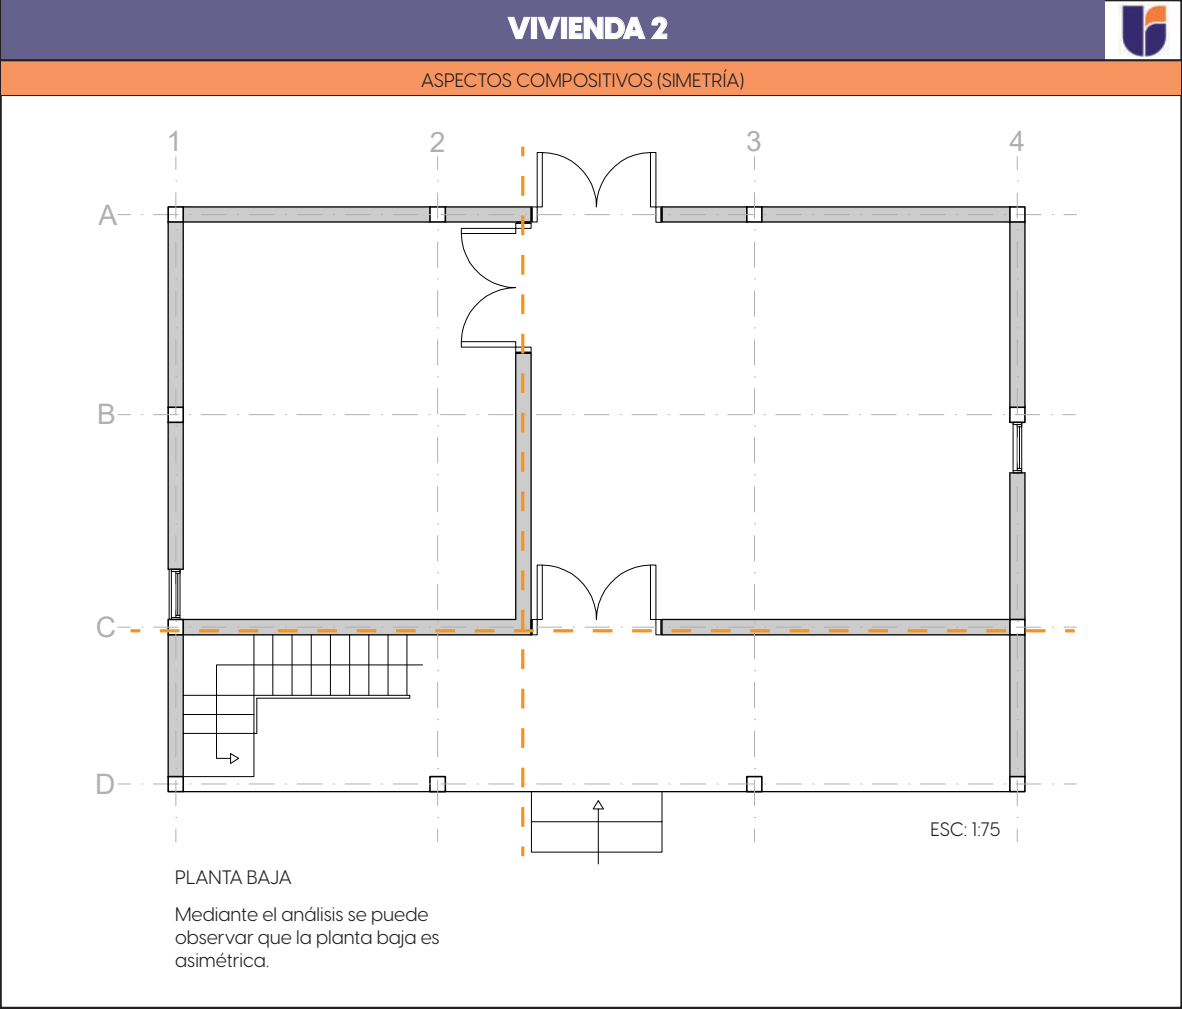 VIVIENDA 2
ASPECTOS COMPOSITIVOS (SIMETRÍA)
1 2 3 4
A
B
C
D
ESC: 1:75
PLANTA BAJA
Mediante el análisis se puede
observar que la planta baja es
asimétrica.